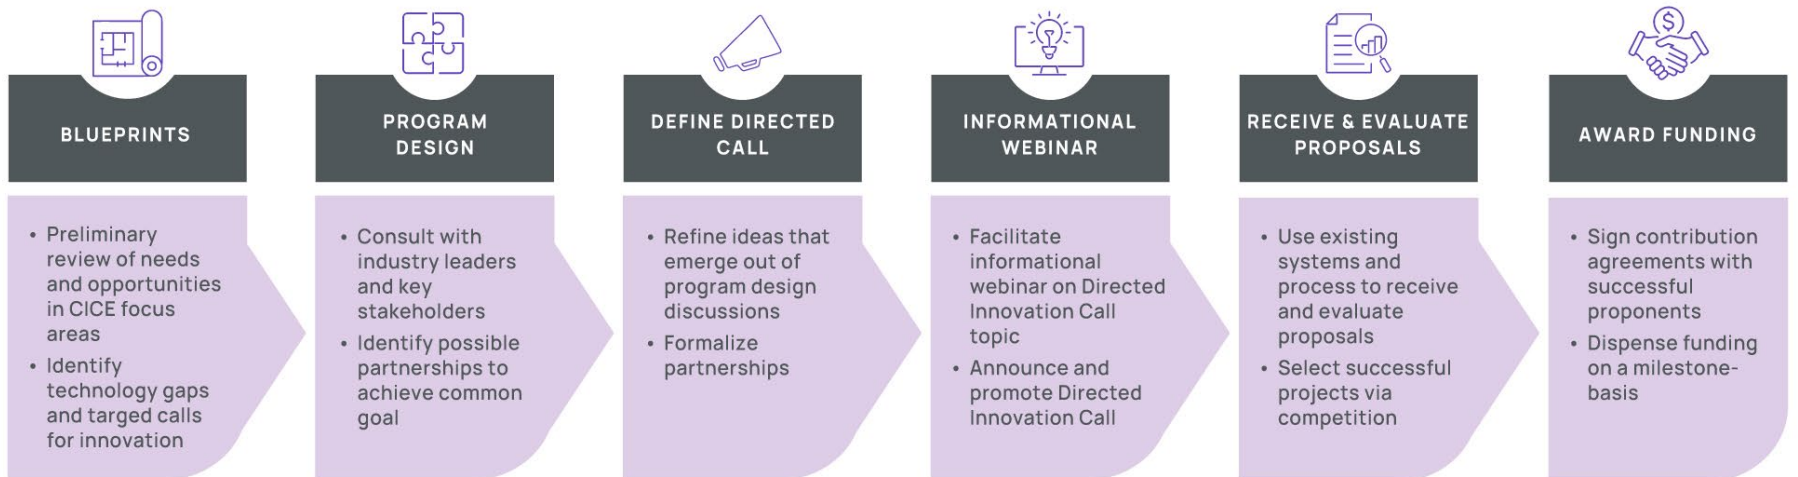 BLUEPRINTS
• Preliminary
review of needs
and opportunities
in CICE focus
areas
• Identify
technology gaps
and targed calls
for innovation
PROGRAM
DESIGN
• Consult with
industry leaders
and key
stakeholders
• Identify possible
partnerships to
achieve common
goal
DEFINE DIRECTED
CALL
• Refine ideas that
emerge out of
program design
discussions
• Formalize
partnerships
INFORMATIONAL
WEBINAR
• Facilitate
informational
webinar on Directed
Innovation Call
topic
• Announce and
promote Directed
Innovation Call
RECEIVE & EVALUATE
PROPOSALS
• Use existing
systems and
process to receive
and evaluate
proposals
• Select successful
projects via
competition
$
AWARD FUNDING
• Sign contribution
agreements with
successful
proponents
• Dispense funding
on a milestone-
basis